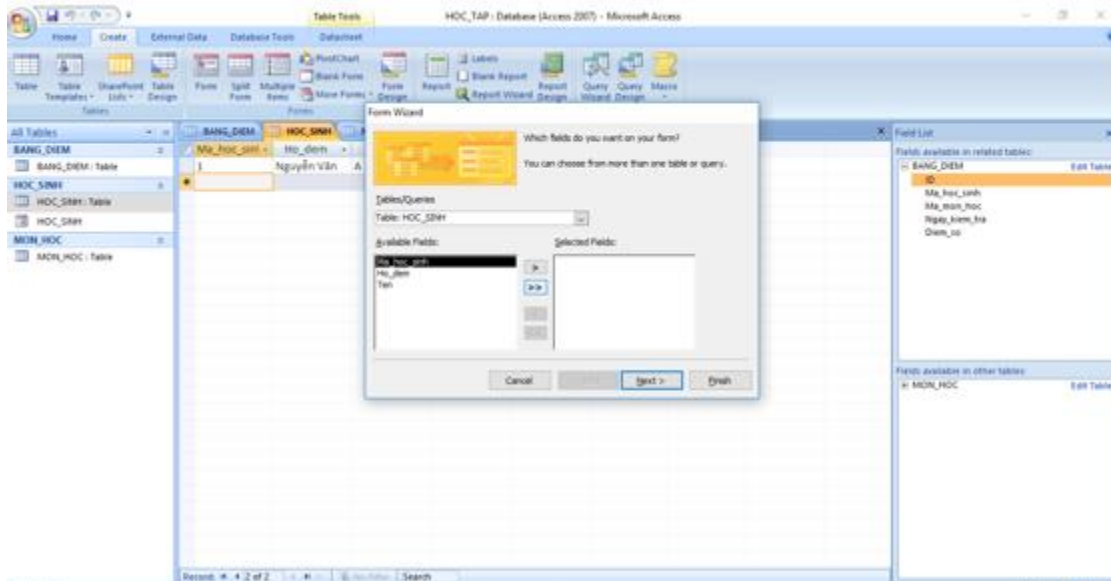 Table Tools HOC_TAP : Database (Access 2007) - Microsoft Access
Home Create External Data Database Tools Datasheet
Table Table Templates SharePoint Lists Table Design
Tables
Form Split Form Multiple Items PivotChart Blank Form More Forms Form Design
Forms
Report Labels Blank Report Report Wizard Report Design
Query Wizard Query Design Macro
All Tables
BANG_DIEM
BANG_DIEM : Table
HOC_SINH
HOC_SINH : Table
HOC_SINH
MON_HOC
MON_HOC : Table
BANG_DIEM HOC_SINH
Ma_hoc_sinh Ho_dem
1 Nguyễn Văn A
Form Wizard
Which fields do you want on your form?
You can choose from more than one table or query.
Tables/Queries
Table: HOC_SINH
Available Fields: Selected Fields:
Ma_hoc_sinh
Ho_dem
Ten
>
>>
Cancel Next > Finish
Field List
Fields available in related tables:
BANG_DIEM Edit Table
ID
Ma_hoc_sinh
Ma_mon_hoc
Ngay_kiem_tra
Diem_so
Fields available in other tables:
MON_HOC Edit Table
Record: 2 of 2 Search